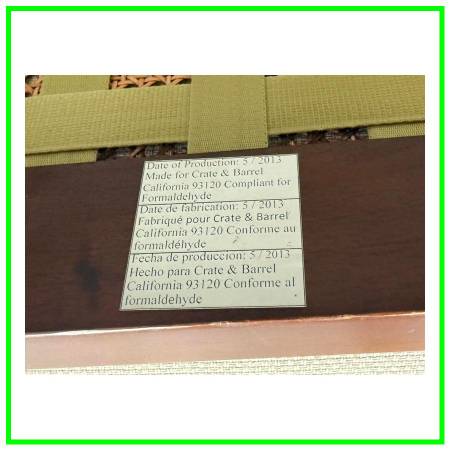 Date of Production: 5 / 2013
Made for Crate & Barrel
California 93120 Compliant for
Formaldehyde
Date de fabrication: 5 / 2013
Fabriqué pour Crate & Barrel
California 93120 Conforme au
formaldéhyde
Fecha de produccion: 5 / 2013
Hecho para Crate & Barrel
California 93120 Conforme al
formaldehyde